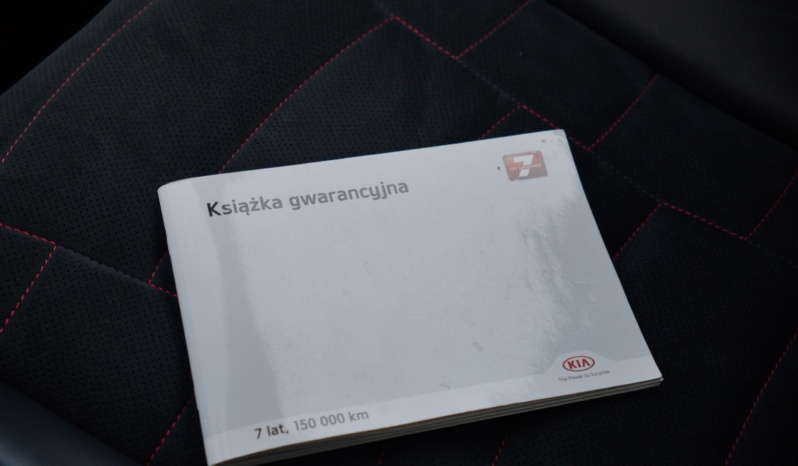 7
Książka gwarancyjna
KIA
The Power to Surprise
7 lat, 150 000 km